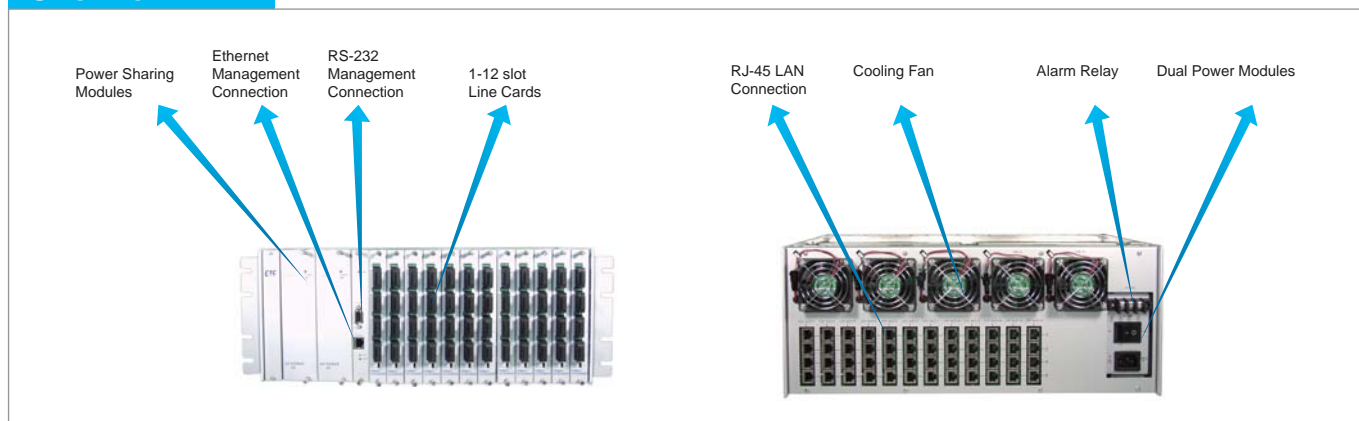 Power Sharing
Modules
Ethernet
Management
Connection
RS-232
Management
Connection
1-12 slot
Line Cards
RJ-45 LAN
Connection
Cooling Fan
Alarm Relay
Dual Power Modules
CTC